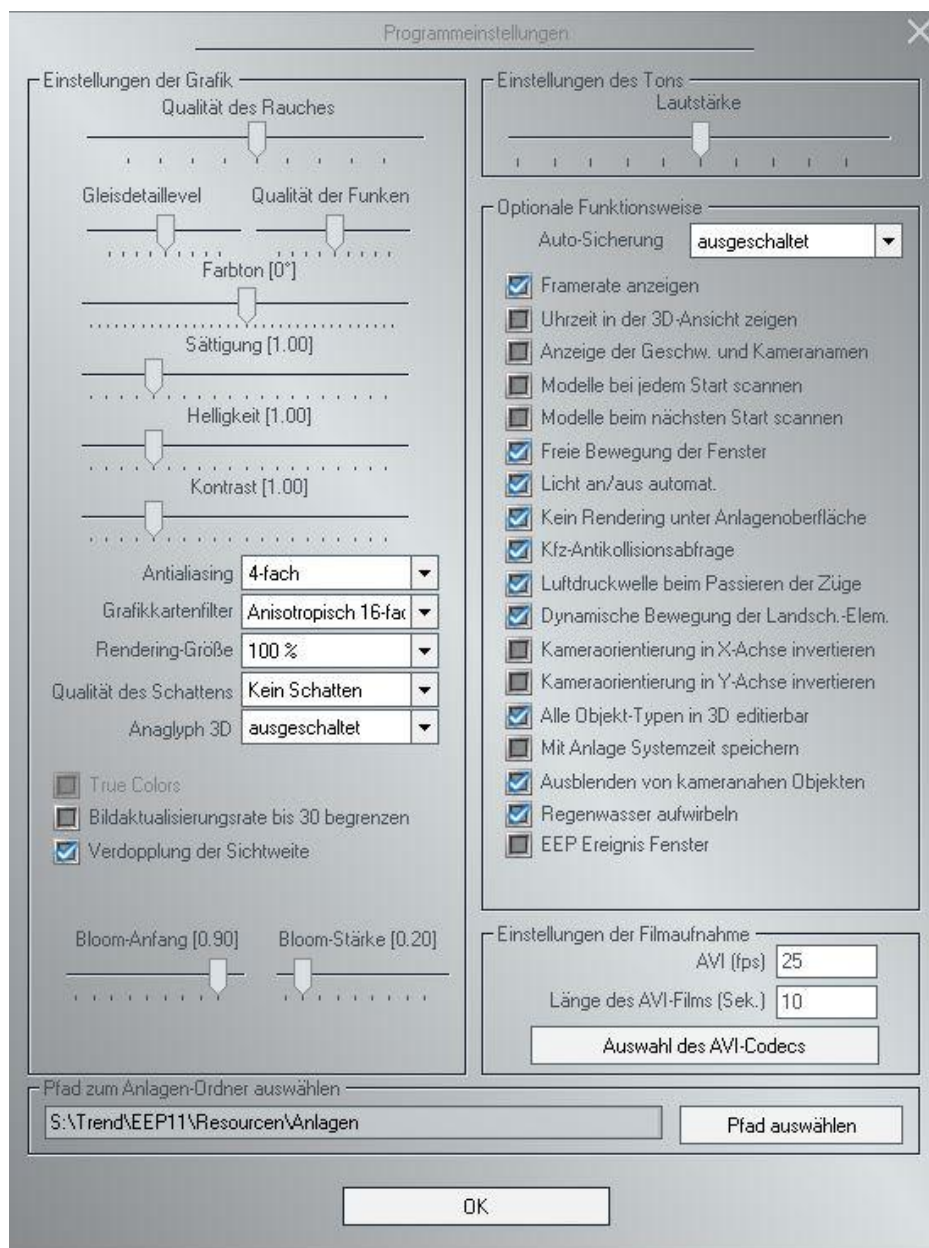 Programmeinstellungen
Einstellungen der Grafik
Qualität des Rauches
Gleisdetaillevel
Qualität der Funken
Farbton [0°]
Sättigung [1.00]
Helligkeit [1.00]
Kontrast [1.00]
Antialiasing 4-fach
Grafikkartenfilter Anisotropisch 16-fac
Rendering-Größe 100 %
Qualität des Schattens Kein Schatten
Anaglyph 3D ausgeschaltet
True Colors
Bildaktualisierungsrate bis 30 begrenzen
Verdopplung der Sichtweite
Bloom-Anfang [0.90]
Bloom-Stärke [0.20]
Einstellungen des Tons
Lautstärke
Optionale Funktionsweise
Auto-Sicherung ausgeschaltet
Framerate anzeigen
Uhrzeit in der 3D-Ansicht zeigen
Anzeige der Geschw. und Kameranamen
Modelle bei jedem Start scannen
Modelle beim nächsten Start scannen
Freie Bewegung der Fenster
Licht an/aus automat.
Kein Rendering unter Anlagenoberfläche
Kfz-Antikollisionsabfrage
Luftdruckwelle beim Passieren der Züge
Dynamische Bewegung der Landsch.-Elem.
Kameraorientierung in X-Achse invertieren
Kameraorientierung in Y-Achse invertieren
Alle Objekt-Typen in 3D editierbar
Mit Anlage Systemzeit speichern
Ausblenden von kameranahen Objekten
Regenwasser aufwirbeln
EEP Ereignis Fenster
Einstellungen der Filmaufnahme
AVI (fps) 25
Länge des AVI-Films (Sek.) 10
Auswahl des AVI-Codecs
Pfad zum Anlagen-Ordner auswählen
S:\Trend\EEP11\Resourcen\Anlagen
Pfad auswählen
OK